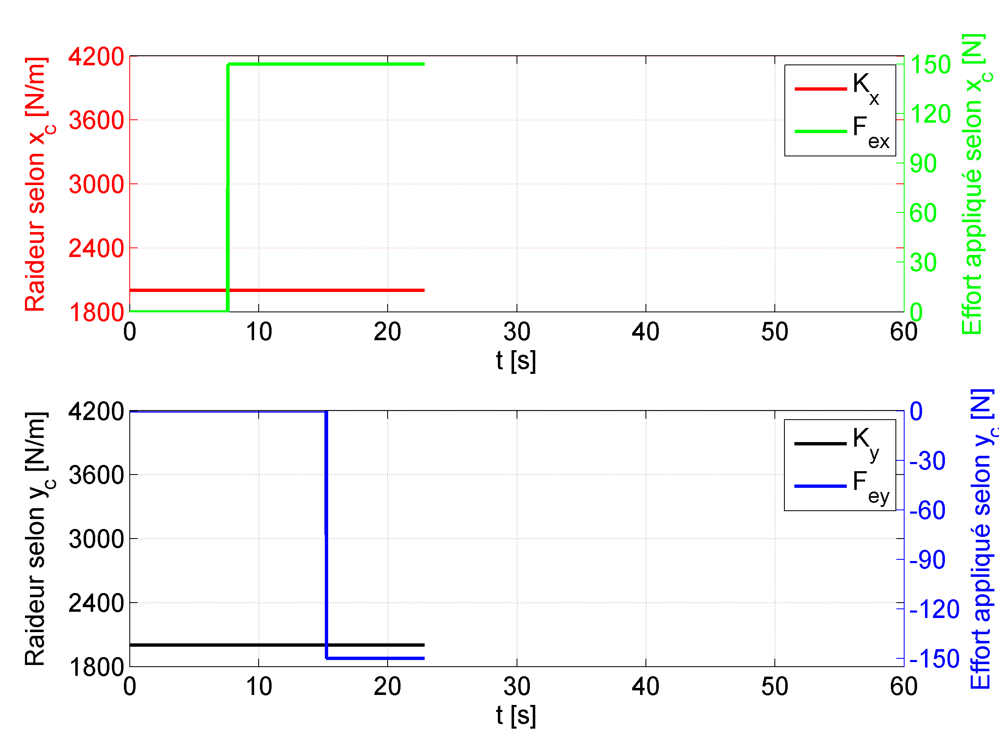 Raideur selon x_c [N/m]
4200
3600
3000
2400
1800
K_x
F_ex
150
120
90
60
30
0
Effort appliqué selon x_c [N]
0 10 20 30 40 50 60
t [s]
Raideur selon y_c [N/m]
4200
3600
3000
2400
1800
K_y
F_ey
0
-30
-60
-90
-120
-150
Effort appliqué selon y_c [N]
0 10 20 30 40 50 60
t [s]